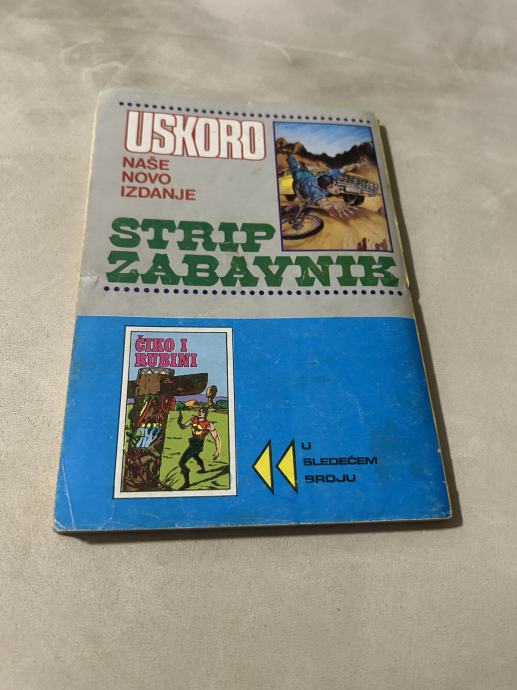 USKORO
NAŠE
NOVO
IZDANJE
STRIP
ZABAVNIK
ČIKO I
RUBINI
U
SLEDEĆEM
BROJU